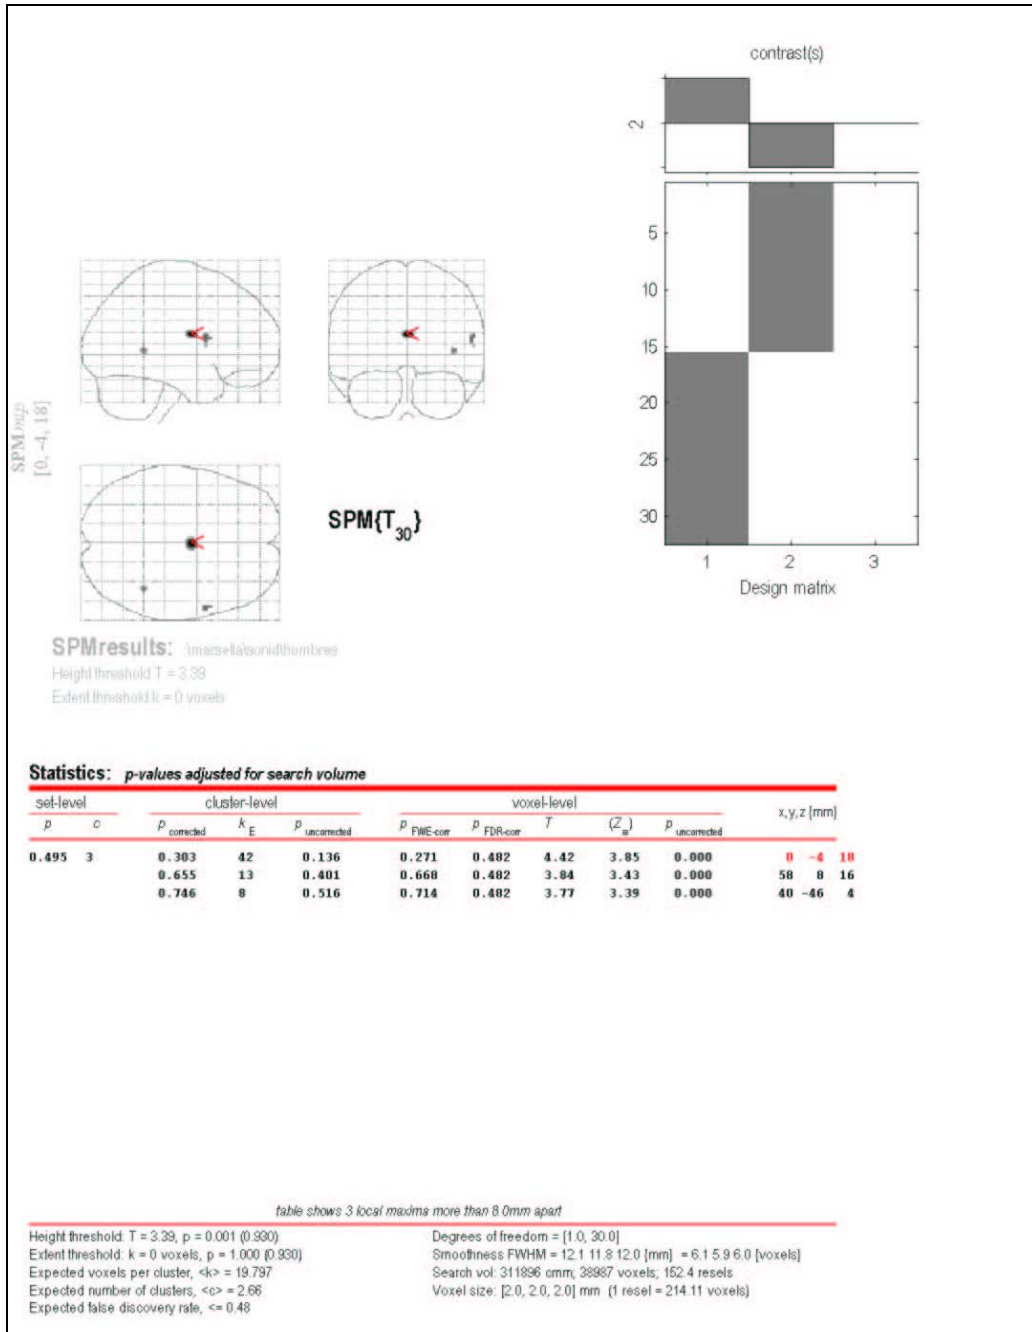 contrast(s)
2
5
10
15
20
25
30
1 2 3
Design matrix
SPMmip
[0, -4, 18]
SPM{T30}
SPMresults:
Height threshold T = 3.39
Extent threshold k = 0 voxels
Statistics: p-values adjusted for search volume
set-level cluster-level voxel-level x,y,z {mm}
p c p corrected k E p uncorrected p FWE-corr p FDR-corr T (Z≡) p uncorrected
0.495 3 0.303 42 0.136 0.271 0.482 4.42 3.85 0.000 0 -4 18
0.655 13 0.401 0.668 0.482 3.84 3.43 0.000 58 8 16
0.746 8 0.516 0.714 0.482 3.77 3.39 0.000 40 -46 4
table shows 3 local maxima more than 8.0mm apart
Height threshold: T = 3.39, p = 0.001 (0.930)
Extent threshold: k = 0 voxels, p = 1.000 (0.930)
Expected voxels per cluster, <k> = 19.797
Expected number of clusters, <c> = 2.66
Expected false discovery rate, <= 0.48
Degrees of freedom = [1.0, 30.0]
Smoothness FWHM = 12.1 11.8 12.0 {mm} = 6.1 5.9 6.0 {voxels}
Search vol: 311896 cmm; 38987 voxels; 152.4 resels
Voxel size: [2.0, 2.0, 2.0] mm (1 resel = 214.11 voxels)